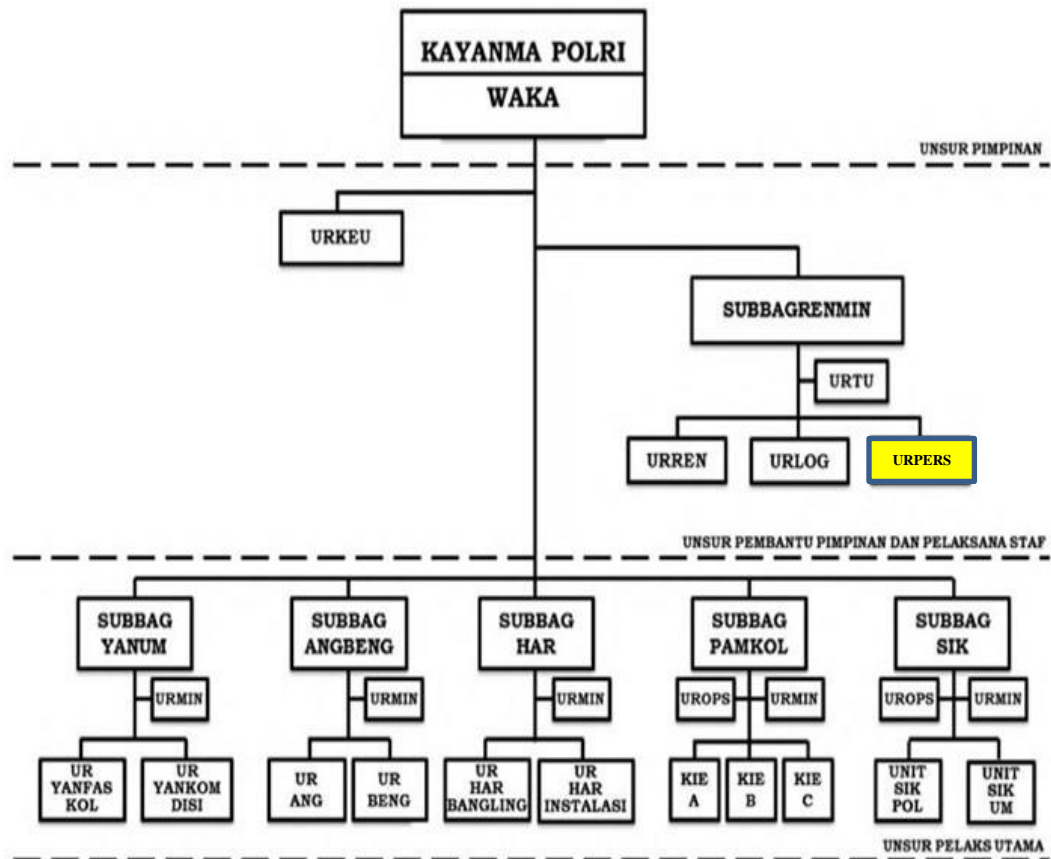 KAYANMA POLRI
WAKA
UNSUR PIMPINAN
URKEU
SUBBAGRENMIN
URTU
URREN
URLOG
URPERS
UNSUR PEMBANTU PIMPINAN DAN PELAKSANA STAF
SUBBAG
YANUM
SUBBAG
ANGBENG
SUBBAG
HAR
SUBBAG
PAMKOL
SUBBAG
SIK
URMIN
URMIN
URMIN
UROPS
URMIN
UROPS
URMIN
UR
YANFAS
KOL
UR
YANKOM
DISI
UR
ANG
UR
BENG
UR
HAR
BANGLING
UR
HAR
INSTALASI
KIE
A
KIE
B
KIE
C
UNIT
SIK
POL
UNIT
SIK
UM
UNSUR PELAKS UTAMA